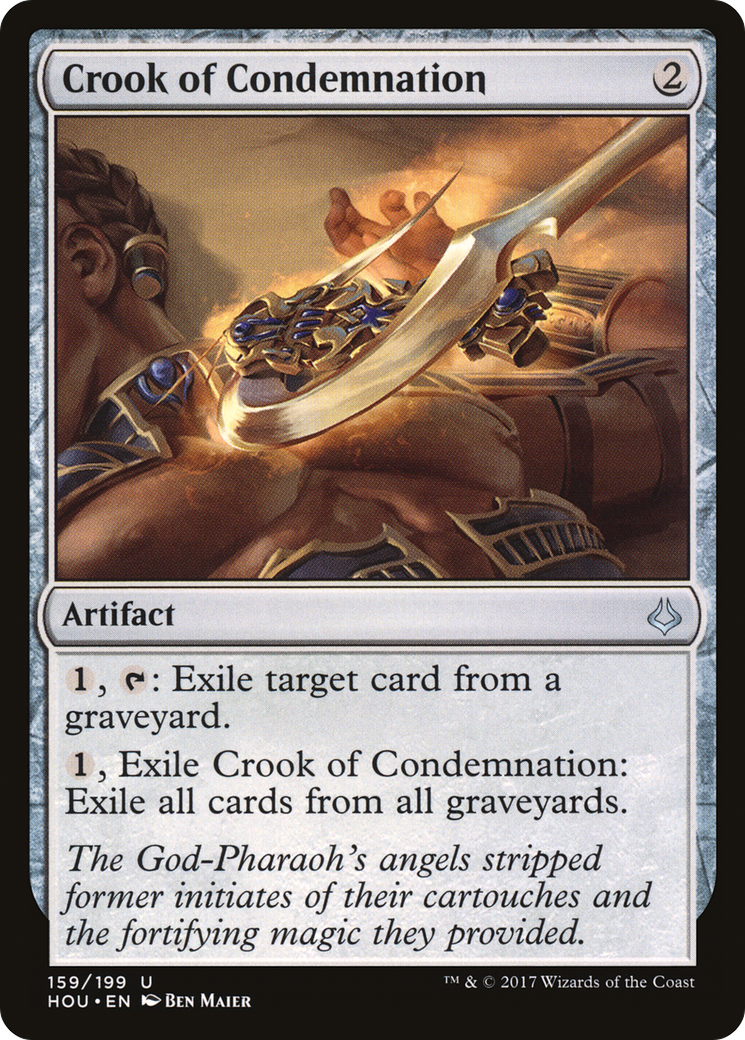 Crook of Condemnation 2
Artifact
1, : Exile target card from a
graveyard.
1, Exile Crook of Condemnation:
Exile all cards from all graveyards.
The God-Pharaoh's angels stripped
former initiates of their cartouches and
the fortifying magic they provided.
159/199 U
HOU • EN BEN MAIER
™ & © 2017 Wizards of the Coast